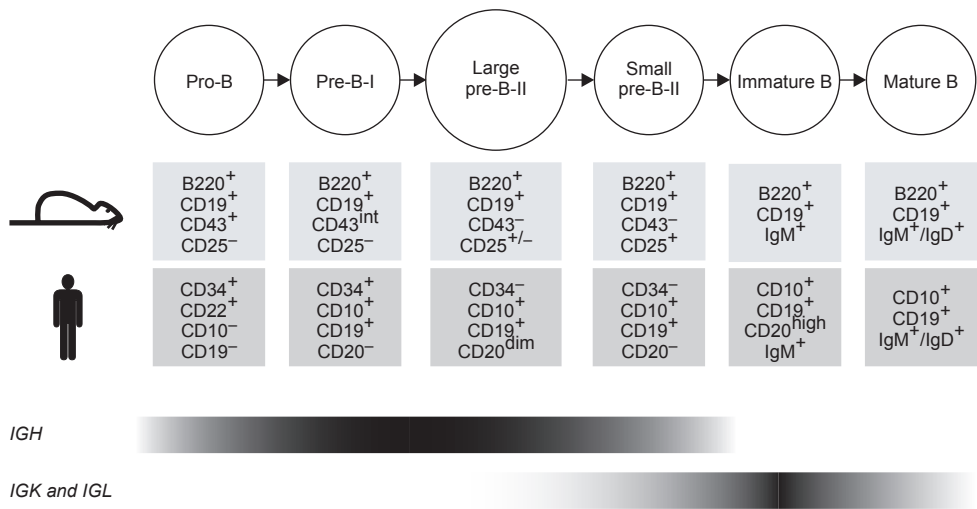 Pro-B
Pre-B-I
Large
pre-B-II
Small
pre-B-II
Immature B
Mature B
B220+
CD19+
CD43+
CD25–
B220+
CD19+
CD43int
CD25–
B220+
CD19+
CD43–
CD25+/–
B220+
CD19+
CD43–
CD25+
B220+
CD19+
IgM+
B220+
CD19+
IgM+/IgD+
CD34+
CD22+
CD10–
CD19–
CD34+
CD10+
CD19+
CD20–
CD34–
CD10+
CD19+
CD20dim
CD34–
CD10+
CD19+
CD20–
CD10+
CD19+
CD20high
IgM+
CD10+
CD19+
IgM+/IgD+
IGH
IGK and IGL